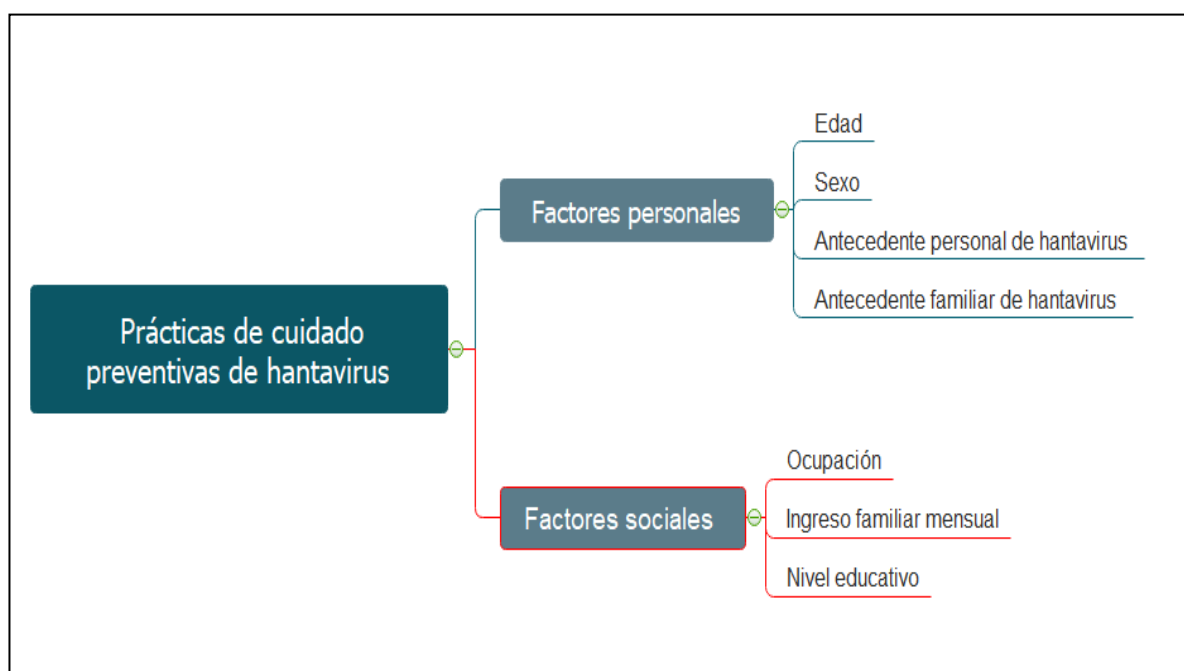 Prácticas de cuidado
preventivas de hantavirus
Factores personales
Edad
Sexo
Antecedente personal de hantavirus
Antecedente familiar de hantavirus
Factores sociales
Ocupación
Ingreso familiar mensual
Nivel educativo